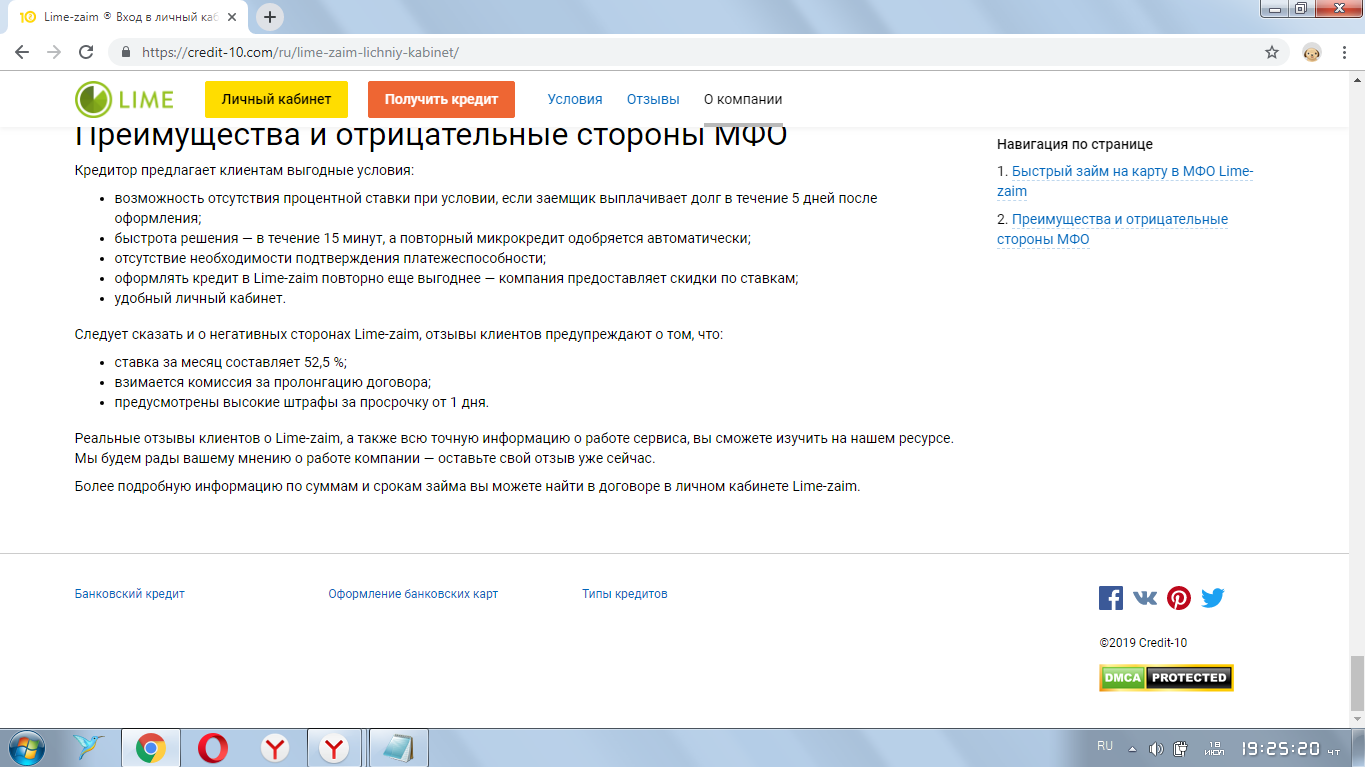 Lime-zaim ® Вход в личный каб
https://credit-10.com/ru/lime-zaim-lichniy-kabinet/
LIME
Личный кабинет
Получить кредит
Условия
Отзывы
О компании
Преимущества и отрицательные стороны МФО
Кредитор предлагает клиентам выгодные условия:
• возможность отсутствия процентной ставки при условии, если заемщик выплачивает долг в течение 5 дней после
оформления;
• быстрота решения — в течение 15 минут, а повторный микрокредит одобряется автоматически;
• отсутствие необходимости подтверждения платежеспособности;
• оформлять кредит в Lime-zaim повторно еще выгоднее — компания предоставляет скидки по ставкам;
• удобный личный кабинет.
Следует сказать и о негативных сторонах Lime-zaim, отзывы клиентов предупреждают о том, что:
• ставка за месяц составляет 52,5 %;
• взимается комиссия за пролонгацию договора;
• предусмотрены высокие штрафы за просрочку от 1 дня.
Реальные отзывы клиентов о Lime-zaim, а также всю точную информацию о работе сервиса, вы сможете изучить на нашем ресурсе.
Мы будем рады вашему мнению о работе компании — оставьте свой отзыв уже сейчас.
Более подробную информацию по суммам и срокам займа вы можете найти в договоре в личном кабинете Lime-zaim.
Навигация по странице
1. Быстрый займ на карту в МФО Lime-
zaim
2. Преимущества и отрицательные
стороны МФО
Банковский кредит
Оформление банковских карт
Типы кредитов
©2019 Credit-10
DMCA PROTECTED
RU
18
июл
19:25:20 чт